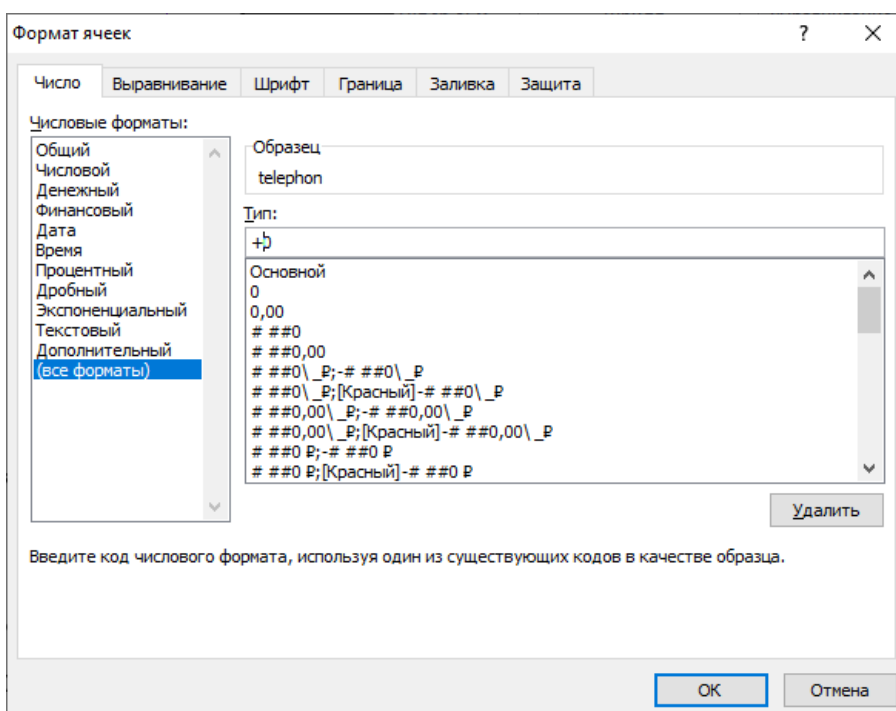 Формат ячеек
?
Число Выравнивание Шрифт Граница Заливка Защита
Числовые форматы:
Общий
Числовой
Денежный
Финансовый
Дата
Время
Процентный
Дробный
Экспоненциальный
Текстовый
Дополнительный
(все форматы)
Образец
telephon
Тип:
Основной
0
0,00
# ##0
# ##0,00
# ##0\ _₽;-# ##0\ _₽
# ##0\ _₽;[Красный]-# ##0\ _₽
# ##0,00\ _₽;-# ##0,00\ _₽
# ##0,00\ _₽;[Красный]-# ##0,00\ _₽
# ##0 ₽;-# ##0 ₽
# ##0 ₽;[Красный]-# ##0 ₽
Удалить
Введите код числового формата, используя один из существующих кодов в качестве образца.
ОК Отмена